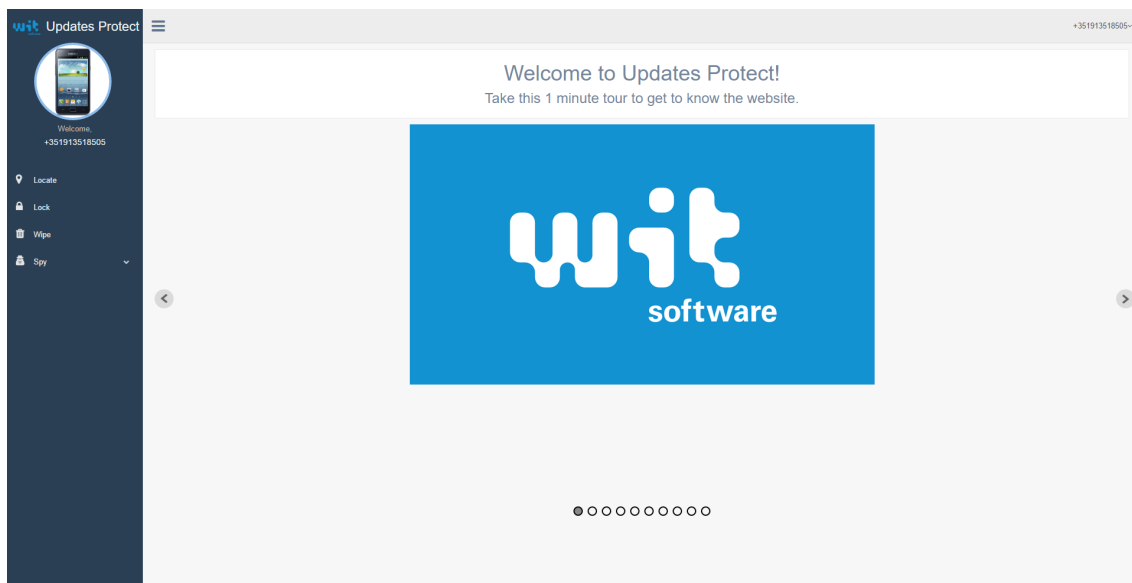 wit Updates Protect
+351913518505
Welcome,
+351913518505
Locate
Lock
Wipe
Spy
Welcome to Updates Protect!
Take this 1 minute tour to get to know the website.
wit
software